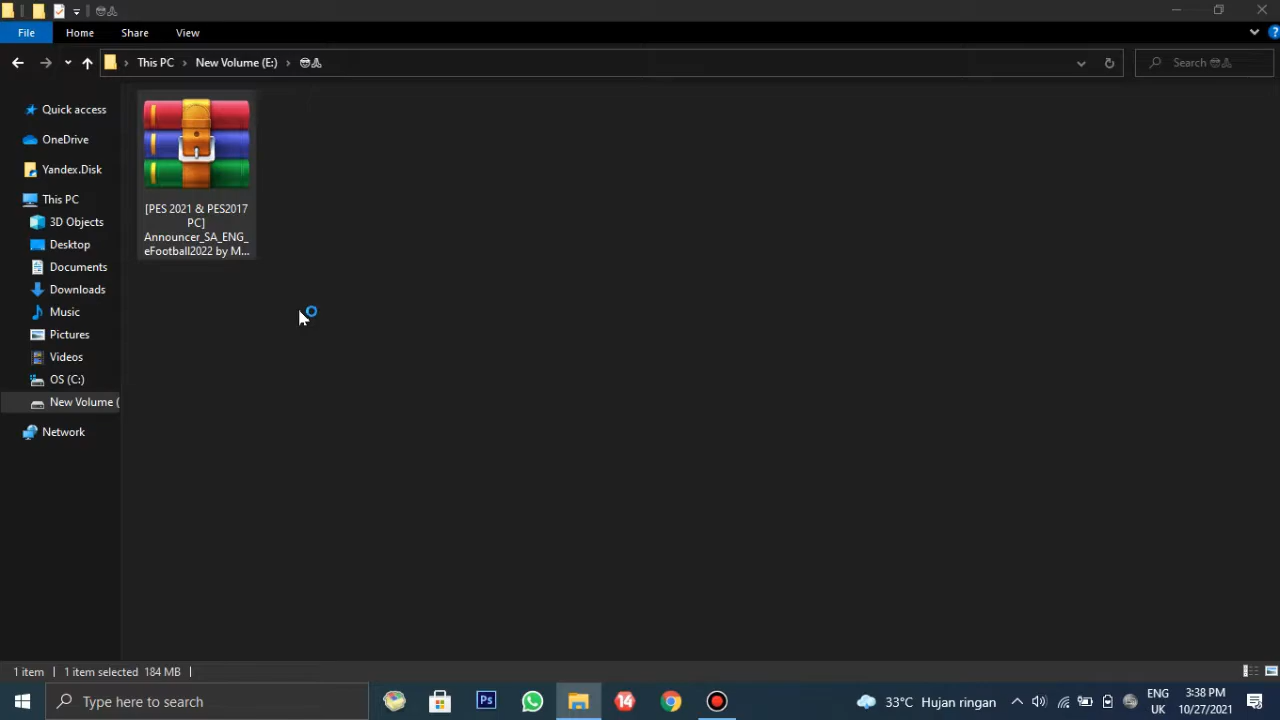 😎🙏
File
Home
Share
View
This PC
New Volume (E:)
Search
Quick access
OneDrive
Yandex.Disk
This PC
3D Objects
Desktop
Documents
Downloads
Music
Pictures
Videos
OS (C:)
New Volume (
Network
[PES 2021 & PES2017
PC]
Announcer_SA_ENG_
eFootball2022 by M...
1 item
1 item selected 184 MB
Type here to search
Ps
14
33°C Hujan ringan
ENG
UK
3:38 PM
10/27/2021